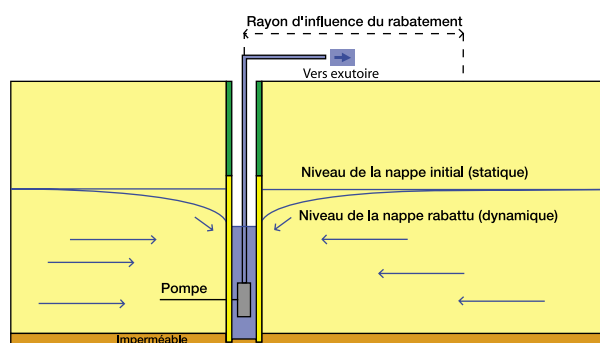 Rayon d'influence du rabatement
Vers exutoire
Niveau de la nappe initial (statique)
Niveau de la nappe rabattu (dynamique)
Pompe
Imperméable